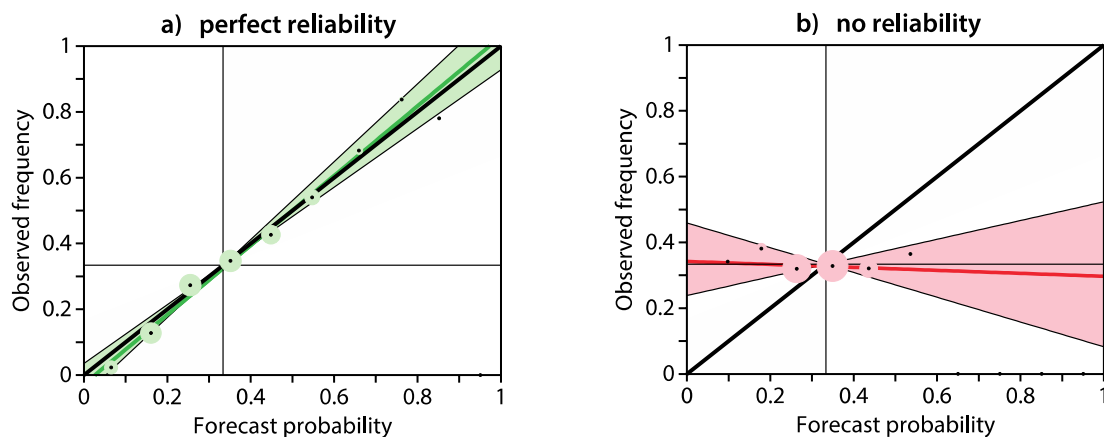 a) perfect reliability
1
0.8
0.6
0.4
0.2
0
0 0.2 0.4 0.6 0.8 1
Observed frequency
Forecast probability
b) no reliability
1
0.8
0.6
0.4
0.2
0
0 0.2 0.4 0.6 0.8 1
Observed frequency
Forecast probability